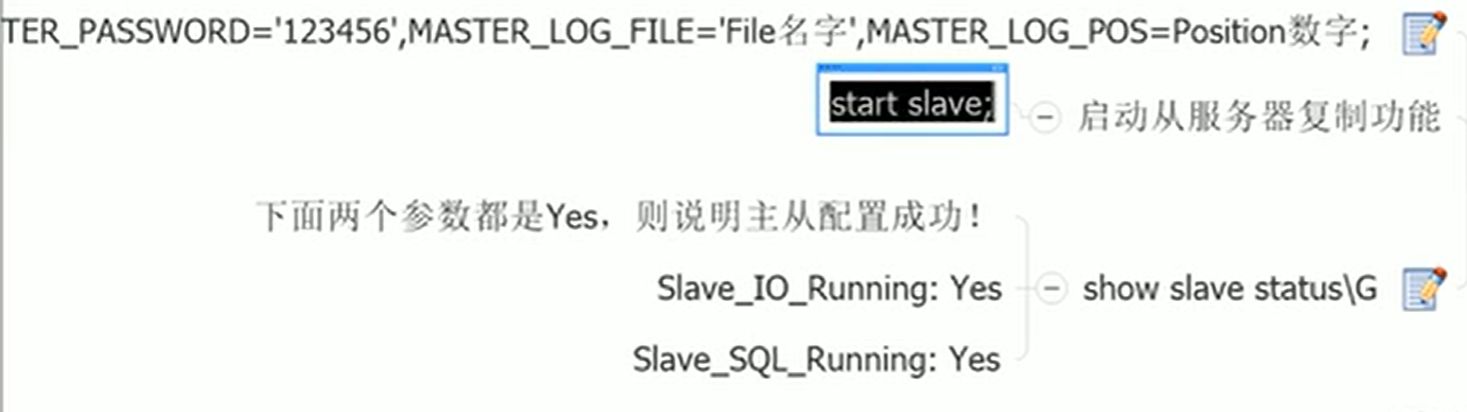 TER_PASSWORD='123456',MASTER_LOG_FILE='File名字',MASTER_LOG_POS=Position数字;
start slave;
启动从服务器复制功能
下面两个参数都是Yes，则说明主从配置成功！
Slave_IO_Running: Yes
show slave status\G
Slave_SQL_Running: Yes